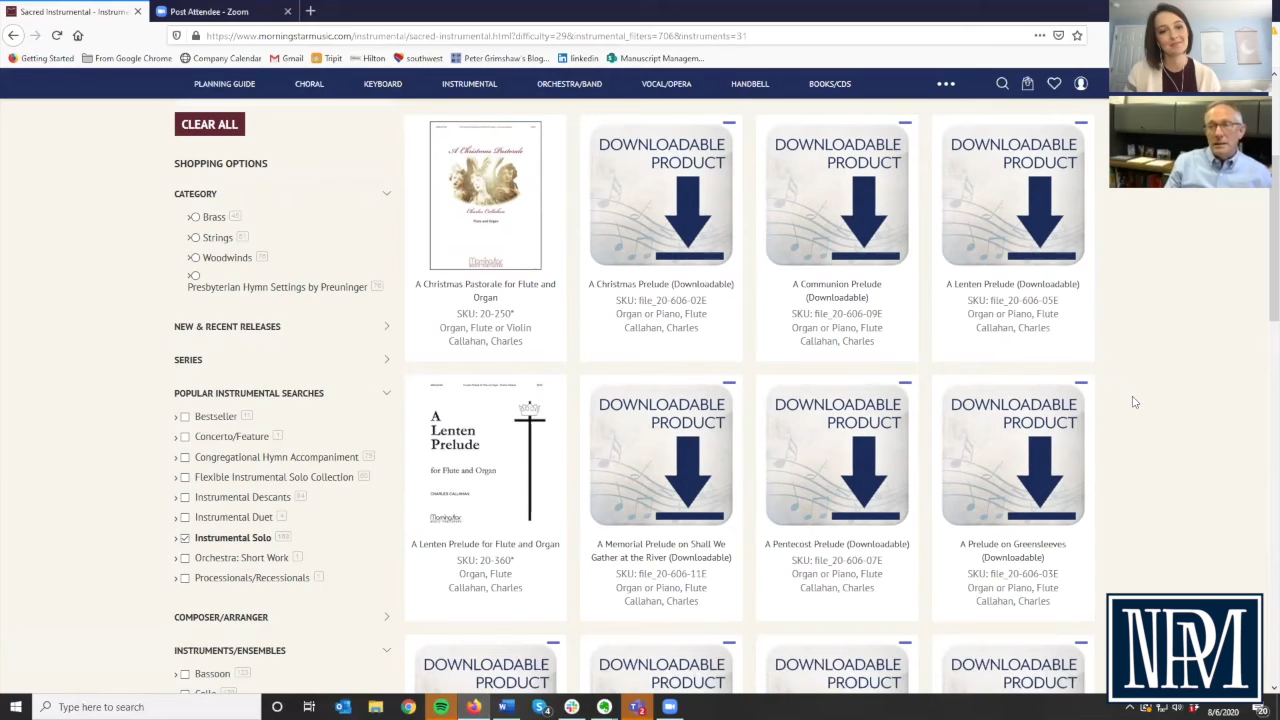 Sacred Instrumental - Instrume
Post Attendee - Zoom
https://www.morningstarmusic.com/instrumental/sacred-instrumental.html?difficulty=29&instrumental_filters=706&instruments=31
Getting Started
From Google Chrome
Company Calendar
Gmail
Tripit
Hilton
southwest
Peter Grimshaw's Blog...
linkedin
Manuscript Managem...
PLANNING GUIDE
CHORAL
KEYBOARD
INSTRUMENTAL
ORCHESTRA/BAND
VOCAL/OPERA
HANDBELL
BOOKS/CDS
CLEAR ALL
SHOPPING OPTIONS
CATEGORY
Brass
Strings
Woodwinds
Presbyterian Hymn Settings by Preuninger
NEW & RECENT RELEASES
SERIES
POPULAR INSTRUMENTAL SEARCHES
Bestseller
Concerto/Feature
Congregational Hymn Accompaniment
Flexible Instrumental Solo Collection
Instrumental Descants
Instrumental Duet
Instrumental Solo
Orchestra: Short Work
Processionals/Recessionals
COMPOSER/ARRANGER
INSTRUMENTS/ENSEMBLES
Bassoon
A Christmas Pastorale
Charles Callahan
Flute and Organ
A Christmas Pastorale for Flute and
Organ
SKU: 20-250*
Organ, Flute or Violin
Callahan, Charles
DOWNLOADABLE
PRODUCT
A Christmas Prelude (Downloadable)
SKU: file_20-606-02E
Organ or Piano, Flute
Callahan, Charles
DOWNLOADABLE
PRODUCT
A Communion Prelude
(Downloadable)
SKU: file_20-606-09E
Organ or Piano, Flute
Callahan, Charles
DOWNLOADABLE
PRODUCT
A Lenten Prelude (Downloadable)
SKU: file_20-606-05E
Organ or Piano, Flute
Callahan, Charles
A
Lenten
Prelude
for Flute and Organ
CHARLES CALLAHAN
MorningStar
A Lenten Prelude for Flute and Organ
SKU: 20-360*
Organ, Flute
Callahan, Charles
DOWNLOADABLE
PRODUCT
A Memorial Prelude on Shall We
Gather at the River (Downloadable)
SKU: file_20-606-11E
Organ or Piano, Flute
Callahan, Charles
DOWNLOADABLE
PRODUCT
A Pentecost Prelude (Downloadable)
SKU: file_20-606-07E
Organ or Piano, Flute
Callahan, Charles
DOWNLOADABLE
PRODUCT
A Prelude on Greensleeves
(Downloadable)
SKU: file_20-606-03E
Organ or Piano, Flute
Callahan, Charles
DOWNLOADABLE
PRODUCT
DOWNLOADABLE
PRODUCT
DOWNLOADABLE
PRODUCT
DOWNLOADABLE
PRODUCT
NPM
Type here to search
8/6/2020
20